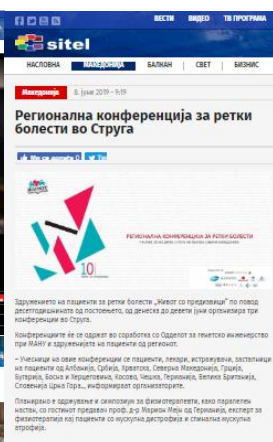 ВЕСТИ ВИДЕО ТВ ПРОГРАМА
sitel
НАСЛОВНА МАКЕДОНИЈА БАЛКАН СВЕТ БИЗНИС
Македонија 8. јуни 2019 - 9:19
Регионална конференција за ретки
болести во Струга
РЕГИОНАЛНА КОНФЕРЕНЦИЈА ЗА РЕТКИ БОЛЕСТИ
10
Здружението на пациенти за ретки болести „Живот со предизвици“ по повод
десетгодишнината од постоењето, од денеска до девети јуни организира три
конференции во Струга.
Конференциите ќе се одржат во соработка со Одделот за генетско инженерство
при МАНУ и здруженијата на пациенти од регионот.
– Учесници на овие конференции се пациенти, лекари, истражувачи, застапници
на пациенти од Албанија, Србија, Хрватска, Северна Македонија, Грција,
Бугарија, Босна и Херцеговина, Косово, Чешка, Германија, Велика Британија,
Словенија Црна Гора..., информираат организаторите.
Планирано е одржување и симпозиум за физиотерапевти, како паралелен
настан, со гостинот предавач проф. д-р Марион Мејн од Германија, експерт за
физиотерапија кај пациенти со мускулна дистрофија и спинална мускулна
атрофија.